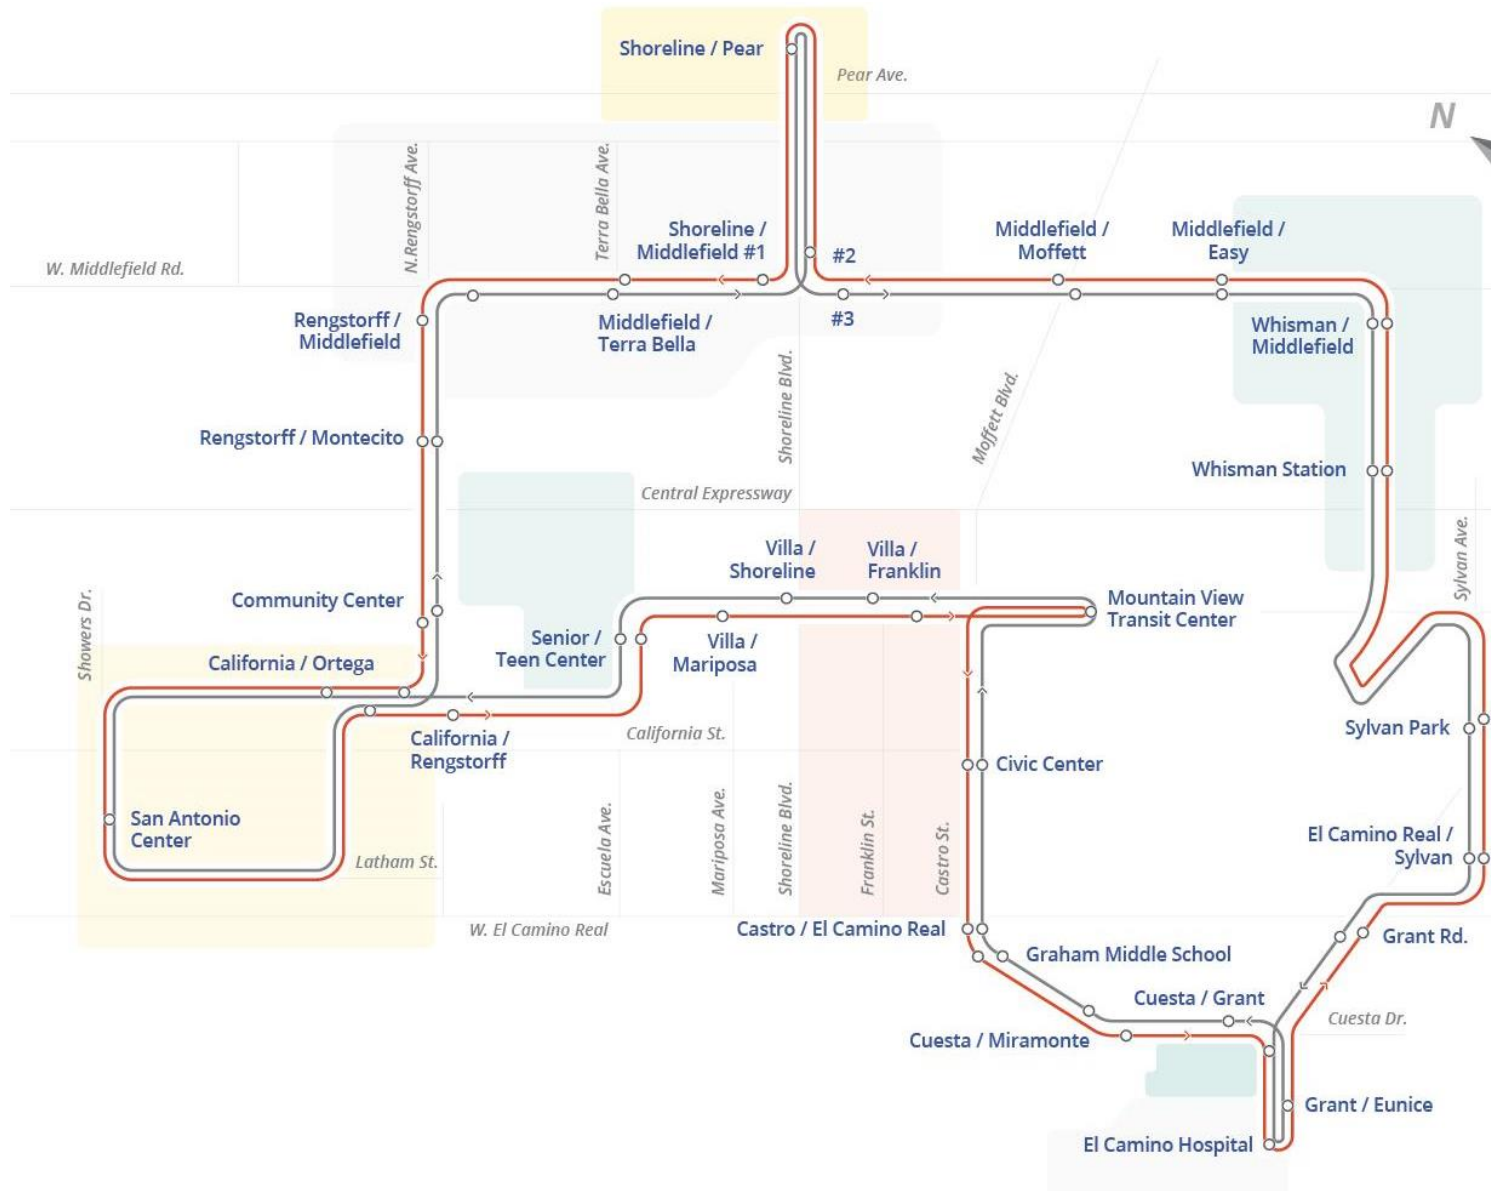 Shoreline / Pear
Pear Ave.
N
N.Rengstorff Ave.
Terra Bella Ave.
Shoreline /
Middlefield #1
#2
Middlefield /
Moffett
Middlefield /
Easy
W. Middlefield Rd.
Rengstorff /
Middlefield
Middlefield /
Terra Bella
#3
Whisman /
Middlefield
Shoreline Blvd.
Moffett Blvd.
Rengstorff / Montecito
Whisman Station
Central Expressway
Sylvan Ave.
Villa /
Shoreline
Villa /
Franklin
Showers Dr.
Community Center
Mountain View
Transit Center
Senior /
Teen Center
Villa /
Mariposa
California / Ortega
California /
Rengstorff
California St.
Sylvan Park
Civic Center
San Antonio
Center
Latham St.
Escuela Ave.
Mariposa Ave.
Shoreline Blvd.
Franklin St.
Castro St.
El Camino Real /
Sylvan
W. El Camino Real
Castro / El Camino Real
Grant Rd.
Graham Middle School
Cuesta / Grant
Cuesta Dr.
Cuesta / Miramonte
Grant / Eunice
El Camino Hospital